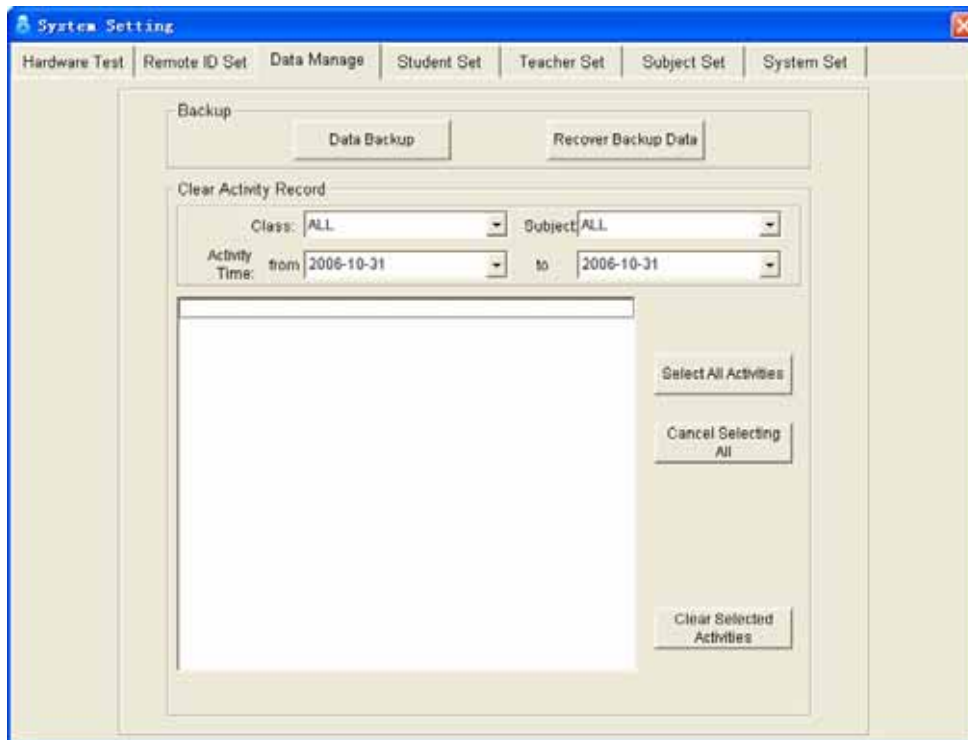 System Setting
Hardware Test Remote ID Set Data Manage Student Set Teacher Set Subject Set System Set
Backup
Data Backup Recover Backup Data
Clear Activity Record
Class: ALL Subject: ALL
Activity
Time: from 2006-10-31 to 2006-10-31
Select All Activities
Cancel Selecting
All
Clear Selected
Activities